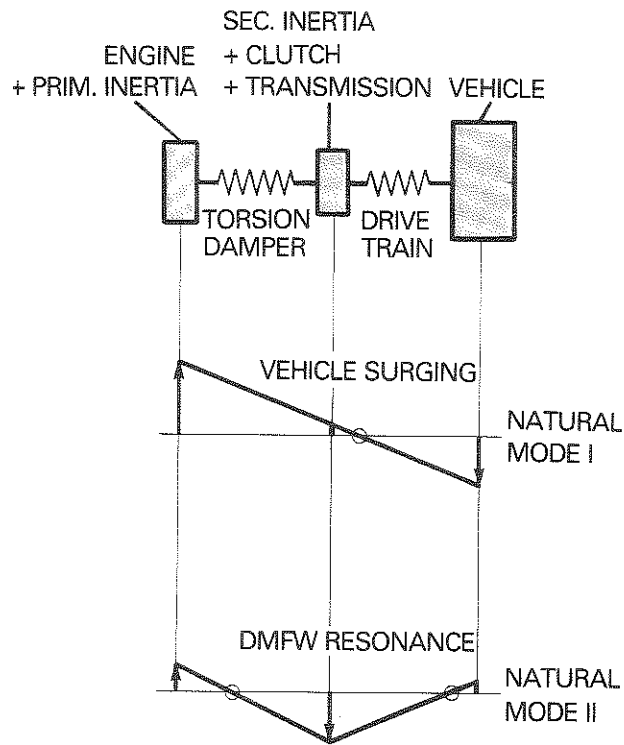 SEC. INERTIA
ENGINE + CLUTCH
+ PRIM. INERTIA + TRANSMISSION VEHICLE
TORSION DRIVE
DAMPER TRAIN
VEHICLE SURGING
NATURAL
MODE I
DMFW RESONANCE
NATURAL
MODE II